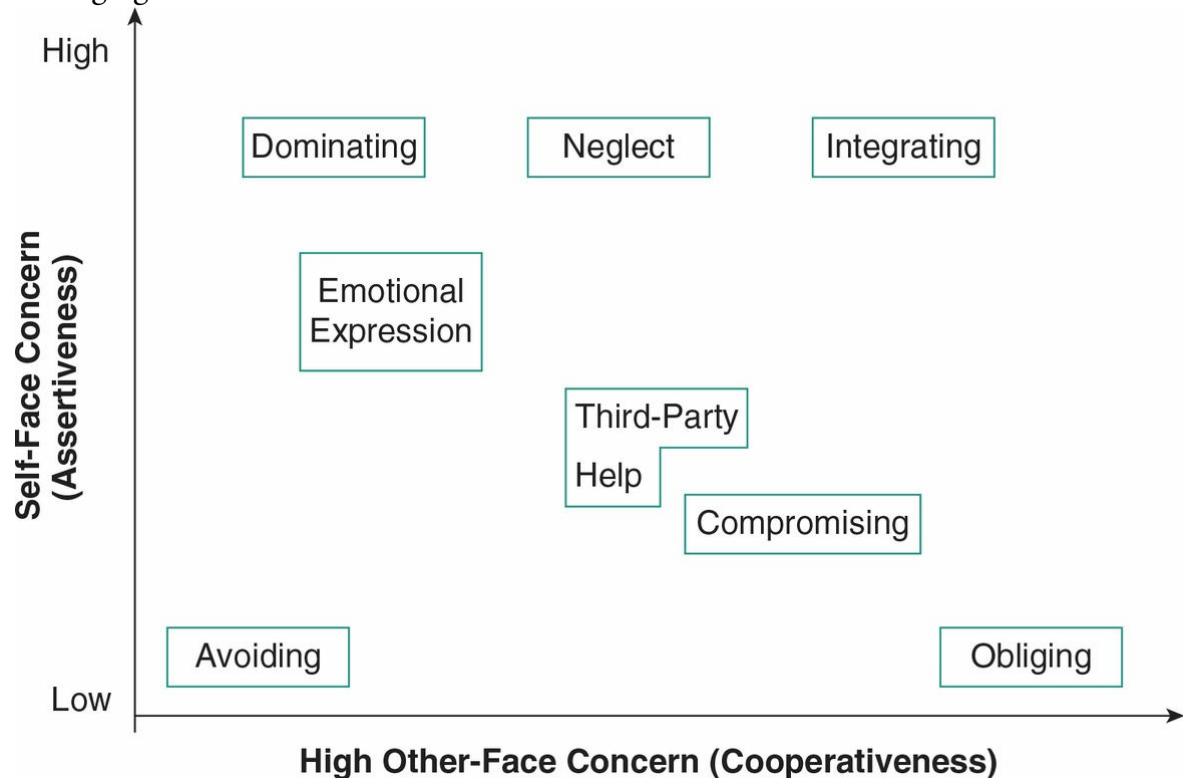 High
Dominating
Neglect
Integrating
Emotional
Expression
Self-Face Concern
(Assertiveness)
Third-Party
Help
Compromising
Avoiding
Obliging
Low
High Other-Face Concern (Cooperativeness)